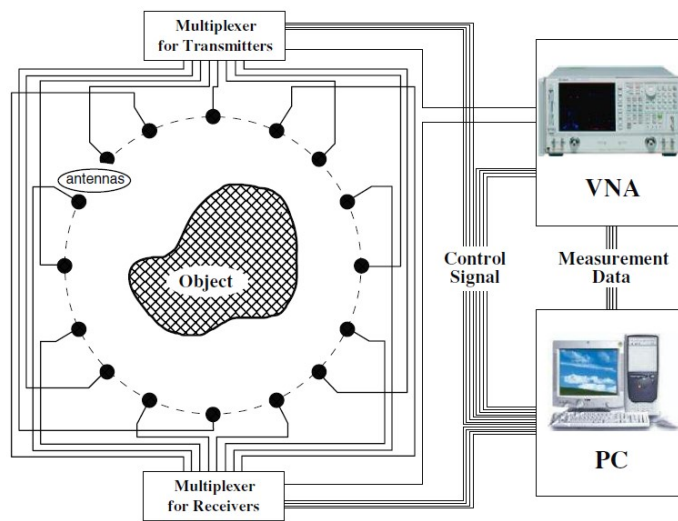 Multiplexer
for Transmitters
antennas
Object
VNA
Control
Signal
Measurement
Data
PC
Multiplexer
for Receivers